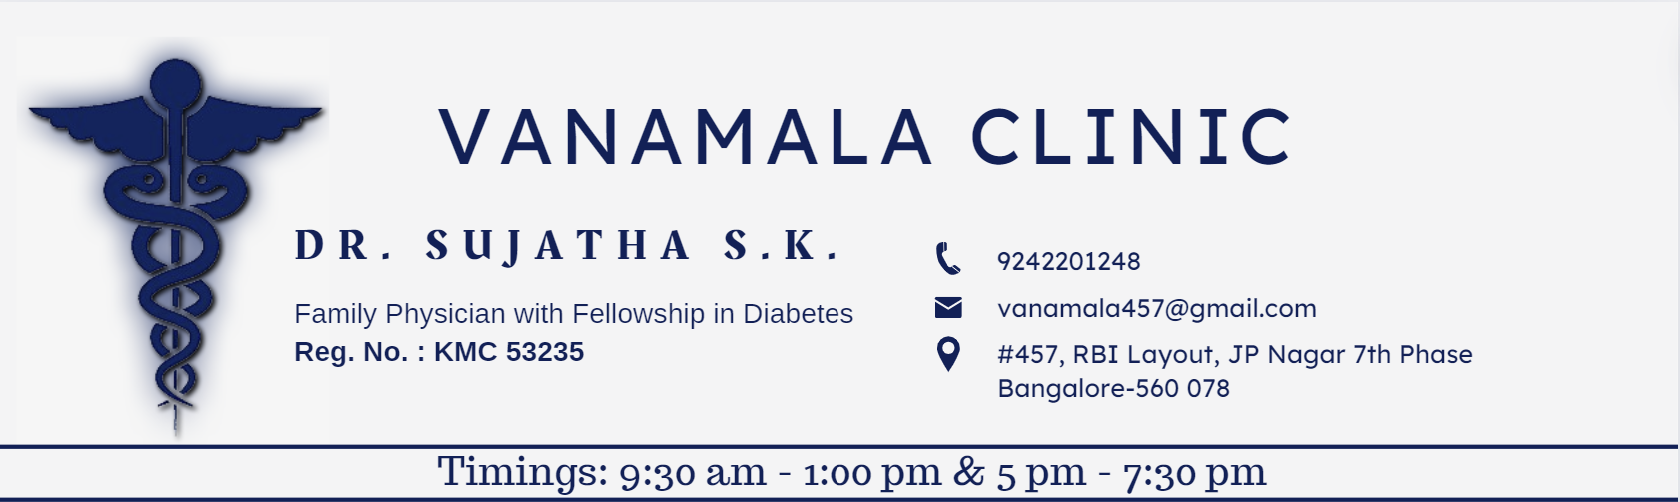 VANAMALA CLINIC
DR. SUJATHA S.K.
Family Physician with Fellowship in Diabetes
Reg. No. : KMC 53235
9242201248
vanamala457@gmail.com
#457, RBI Layout, JP Nagar 7th Phase
Bangalore-560 078
Timings: 9:30 am - 1:00 pm & 5 pm - 7:30 pm